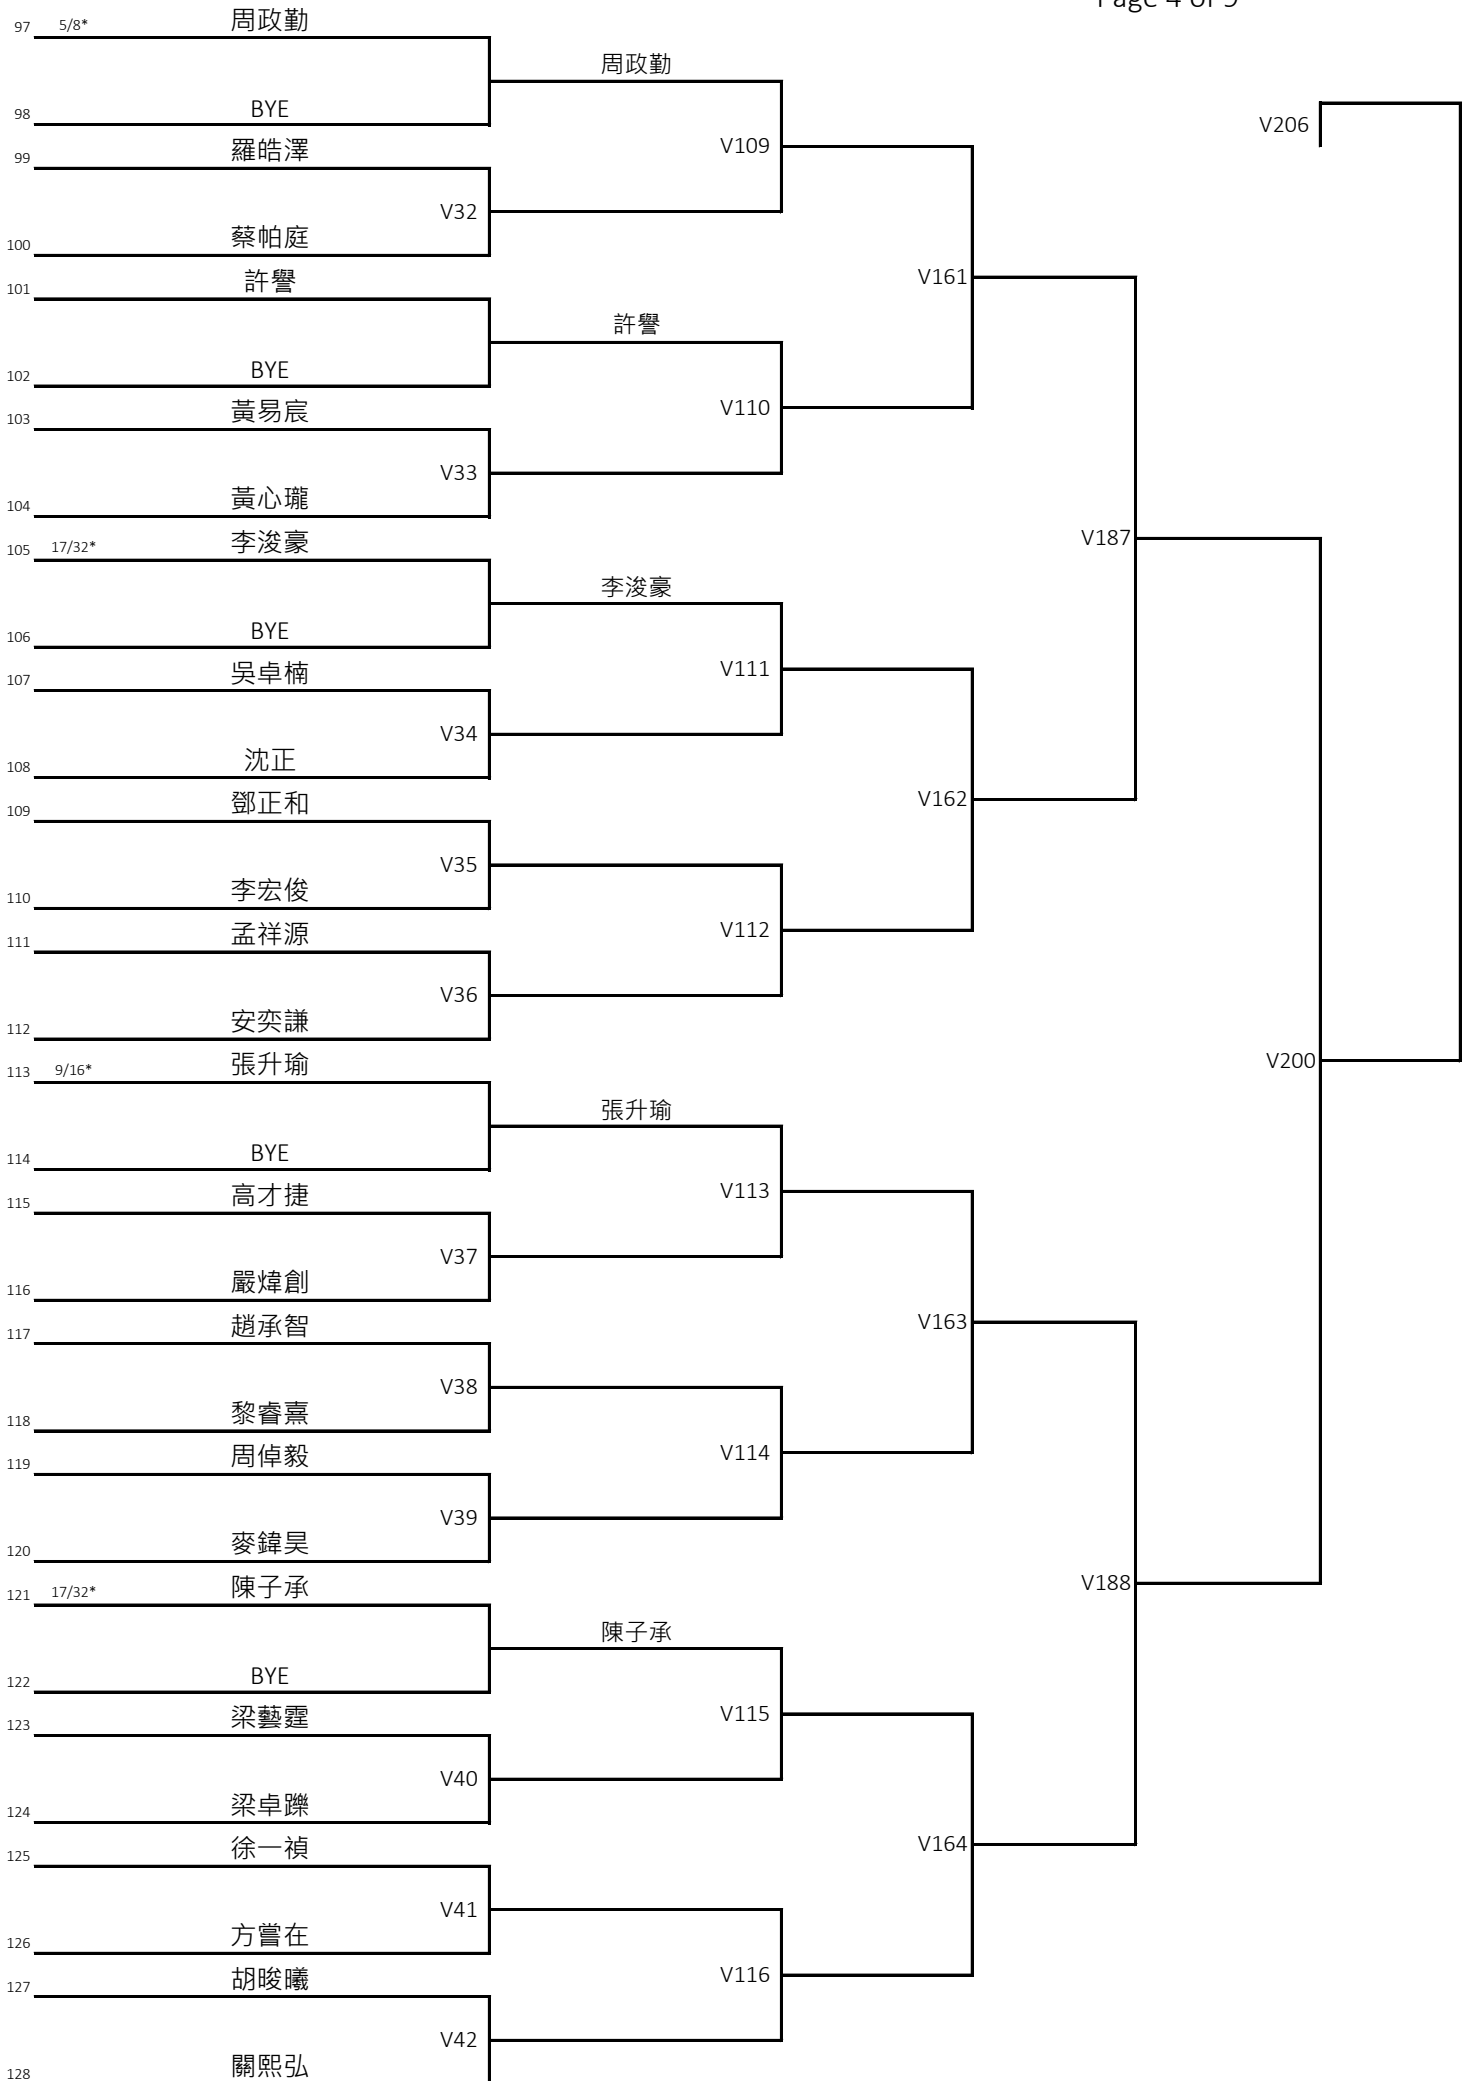 Page 4 of 9
97 5/8* 周政勤
周政勤
98 BYE
V206
99 羅皓澤
V109
V32
100 蔡帕庭
101 許譽
V161
許譽
102 BYE
103 黃易宸
V110
V33
104 黃心瓏
105 17/32* 李浚豪
V187
李浚豪
106 BYE
107 吳卓楠
V111
V34
108 沈正
109 鄧正和
V162
V35
110 李宏俊
111 孟祥源
V112
V36
112 安奕謙
113 9/16* 張升瑜
V200
張升瑜
114 BYE
115 高才捷
V113
V37
116 嚴煒創
117 趙承智
V163
V38
118 黎睿熹
119 周倬毅
V114
V39
120 麥鍏昊
121 17/32* 陳子承
V188
陳子承
122 BYE
123 梁藝霆
V115
V40
124 梁卓躒
125 徐一禎
V164
V41
126 方嘗在
127 胡晙曦
V116
V42
128 關熙弘